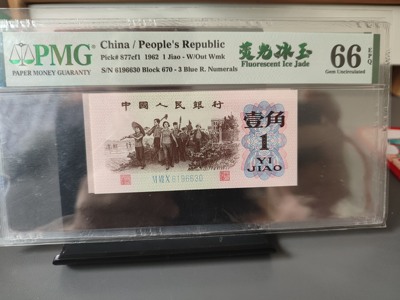 PMG
PAPER MONEY GUARANTY
China / People's Republic
Pick# 877cf1 1962 1 Jiao - W/Out Wmk
S/N 6196630 Block 670 - 3 Blue R. Numerals
荧光冰玉
Fluorescent Ice Jade
66 EPQ
Gem Uncirculated
中國人民銀行
壹角
1
YI
JIAO
6196630